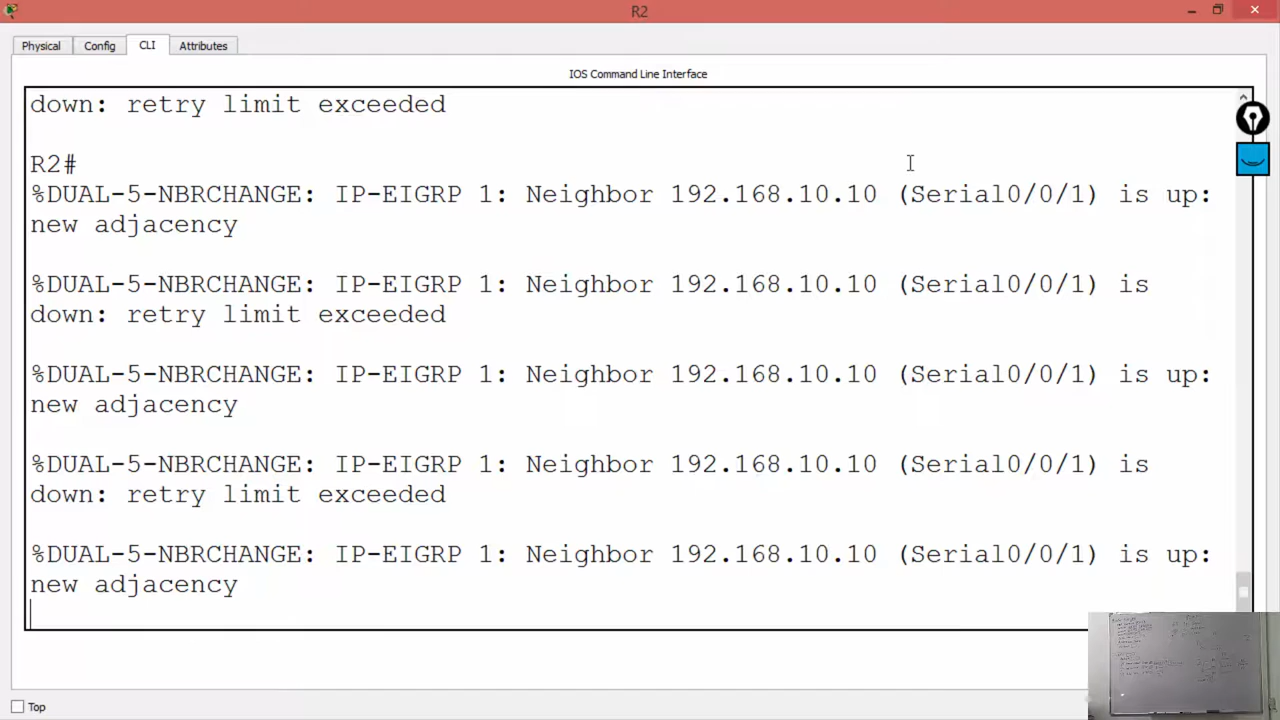 R2
Physical Config CLI Attributes
IOS Command Line Interface
down: retry limit exceeded
R2#
%DUAL-5-NBRCHANGE: IP-EIGRP 1: Neighbor 192.168.10.10 (Serial0/0/1) is up:
new adjacency
%DUAL-5-NBRCHANGE: IP-EIGRP 1: Neighbor 192.168.10.10 (Serial0/0/1) is
down: retry limit exceeded
%DUAL-5-NBRCHANGE: IP-EIGRP 1: Neighbor 192.168.10.10 (Serial0/0/1) is up:
new adjacency
%DUAL-5-NBRCHANGE: IP-EIGRP 1: Neighbor 192.168.10.10 (Serial0/0/1) is
down: retry limit exceeded
%DUAL-5-NBRCHANGE: IP-EIGRP 1: Neighbor 192.168.10.10 (Serial0/0/1) is up:
new adjacency
Top